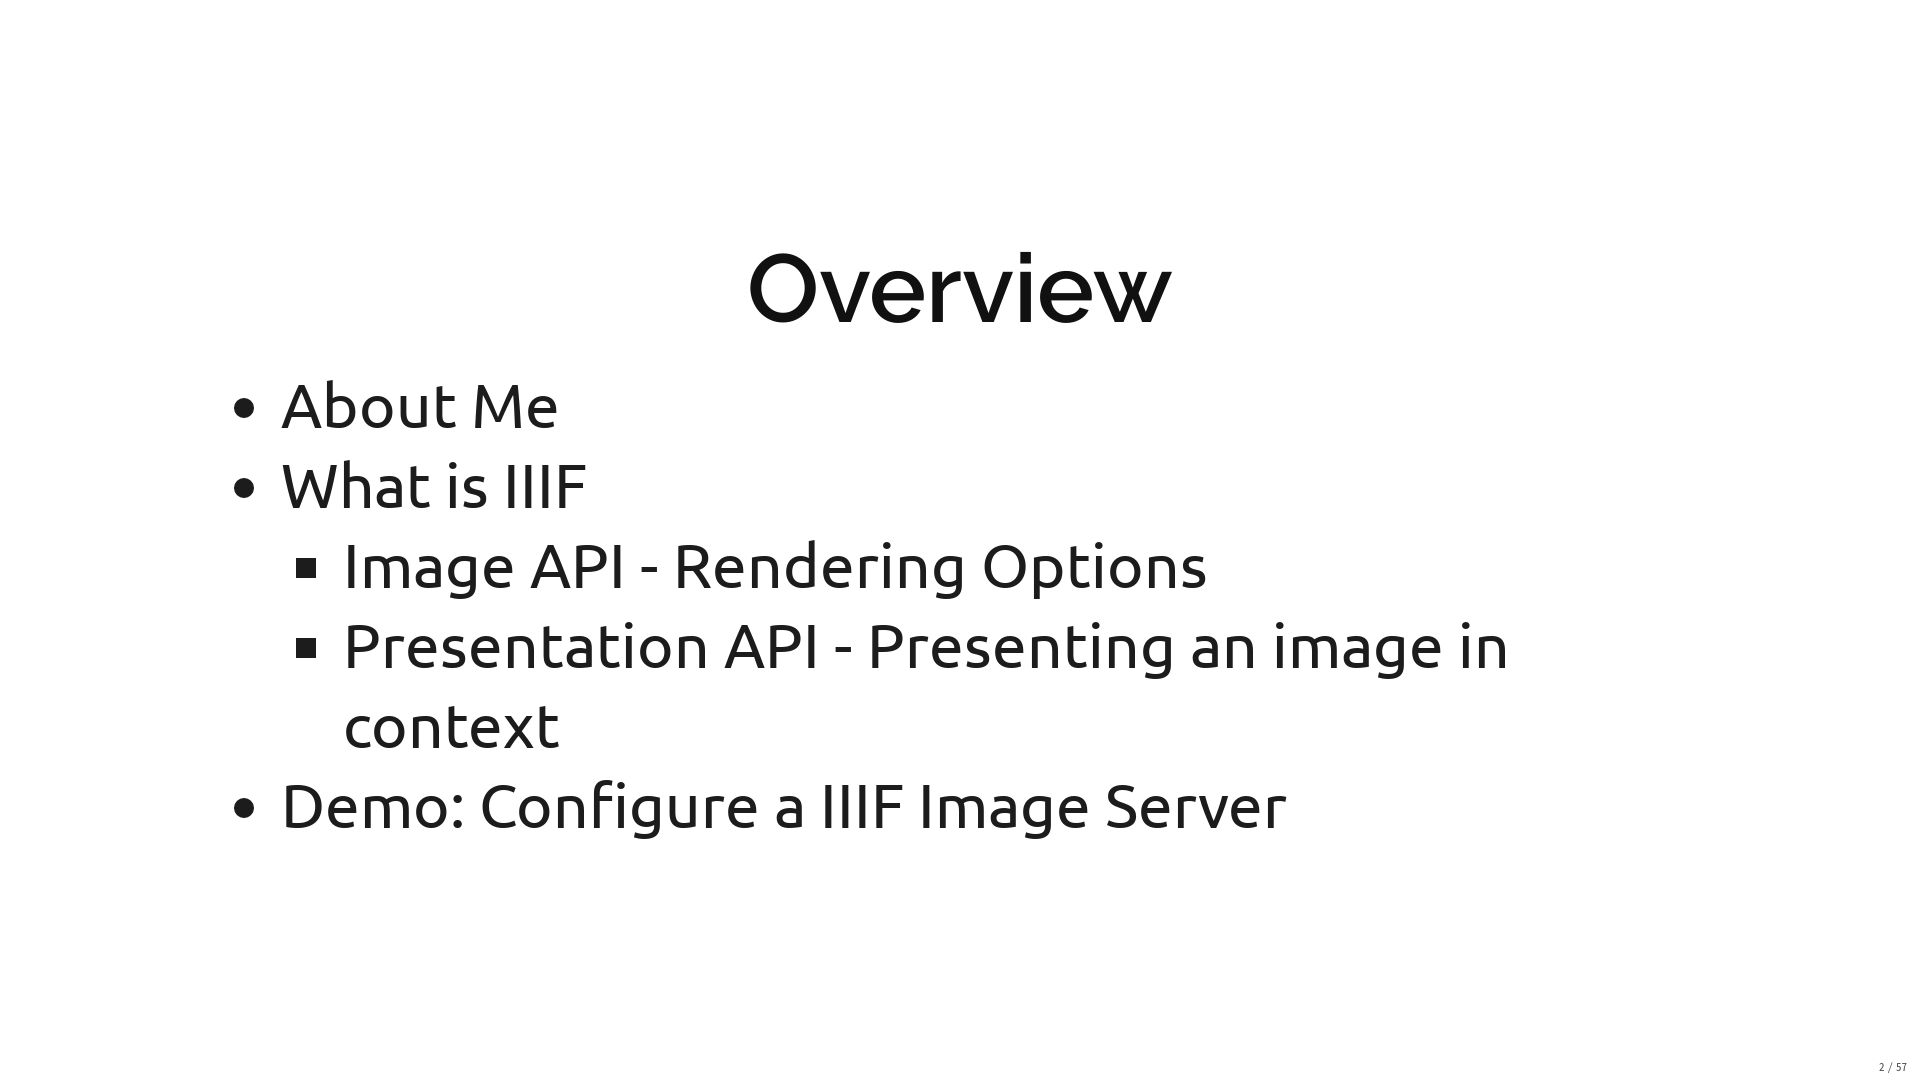 Overview
About Me
What is IIIF
Image API - Rendering Options
Presentation API - Presenting an image in
context
Demo: Configure a IIIF Image Server
2 / 57